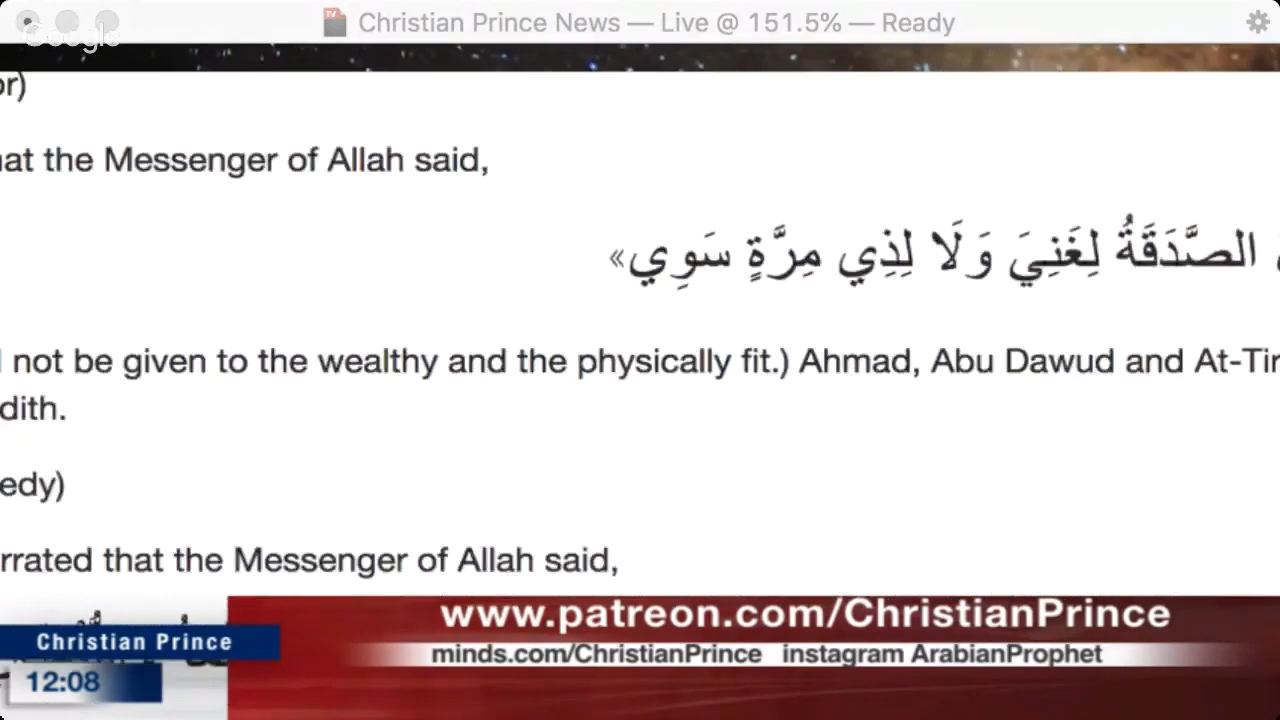 Christian Prince News — Live @ 151.5% — Ready
Google
or)
hat the Messenger of Allah said,
الصَّدَقَةُ لِغَنِيَ وَلَا لِذِي مِرَّةٍ سَوِي»
not be given to the wealthy and the physically fit.) Ahmad, Abu Dawud and At-Tir
dith.
edy)
rrated that the Messenger of Allah said,
www.patreon.com/ChristianPrince
Christian Prince
minds.com/ChristianPrince instagram ArabianProphet
12:08